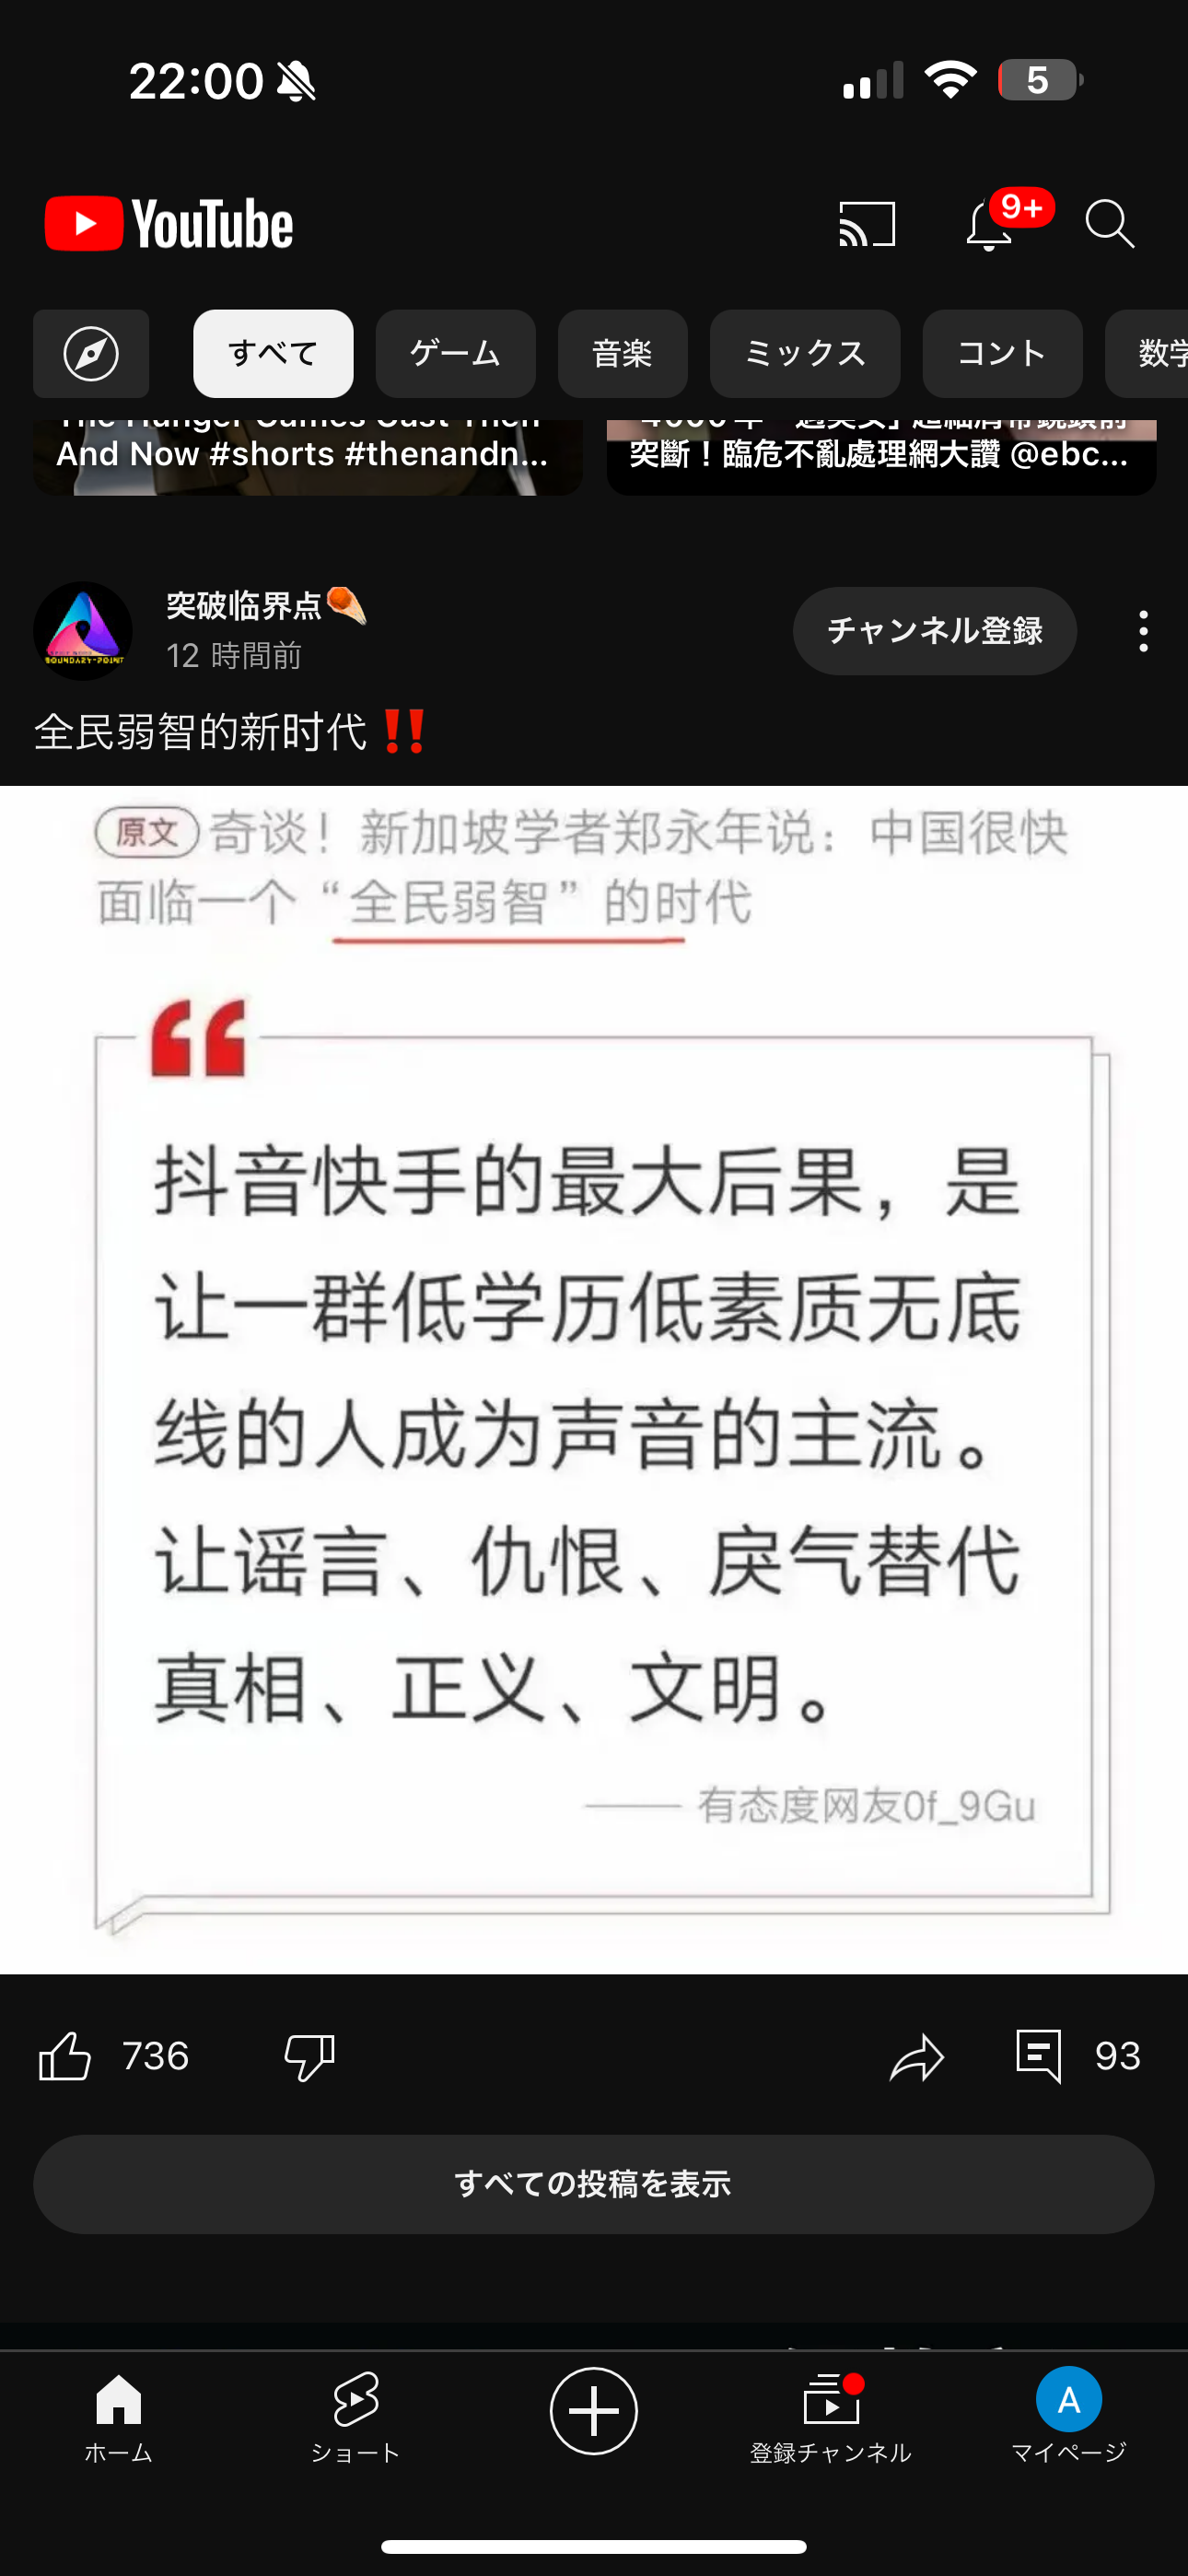 22:00
5
YouTube
9+
すべて
ゲーム
音楽
ミックス
コント
数学
The Hunger Games Cast Then
And Now #shorts #thenandn...
突斷！臨危不亂處理網大讚 @ebc...
突破临界点
12 時間前
チャンネル登録
全民弱智的新时代‼️
原文 奇谈！新加坡学者郑永年说：中国很快
面临一个“全民弱智”的时代
抖音快手的最大后果，是
让一群低学历低素质无底
线的人成为声音的主流。
让谣言、仇恨、戾气替代
真相、正义、文明。
—— 有态度网友0f_9Gu
736
93
すべての投稿を表示
ホーム
ショート
登録チャンネル
A
マイページ